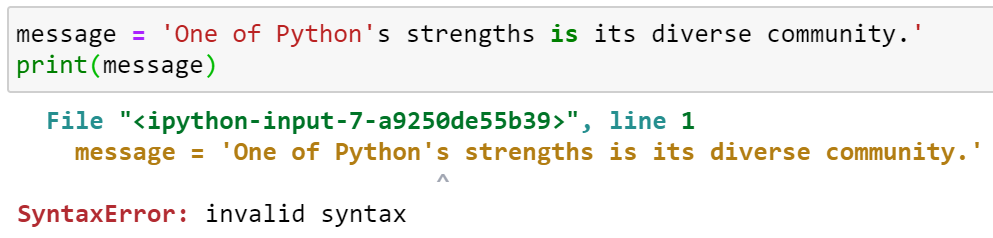 message = 'One of Python's strengths is its diverse community.'
print(message)
File "<ipython-input-7-a9250de55b39>", line 1
message = 'One of Python's strengths is its diverse community.'
^
SyntaxError: invalid syntax